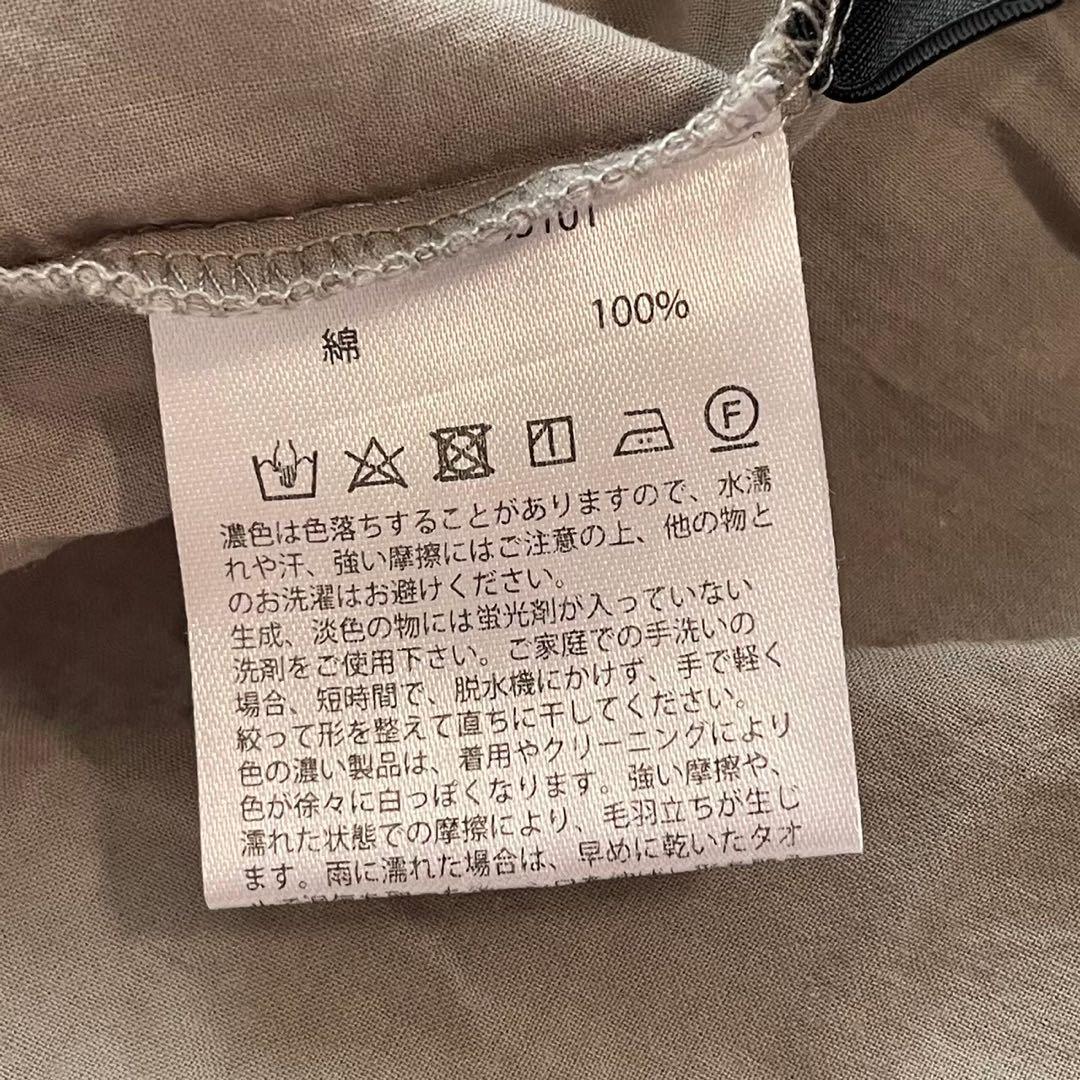 綿 100%
F
濃色は色落ちすることがありますので、水濡
れや汗、強い摩擦にはご注意の上、他の物と
のお洗濯はお避けください。
生成、淡色の物には蛍光剤が入っていない
洗剤をご使用下さい。ご家庭での手洗いの
場合、短時間で、脱水機にかけず、手で軽く
絞って形を整えて直ちに干してください。
色の濃い製品は、着用やクリーニングにより
色が徐々に白っぽくなります。強い摩擦や、
濡れた状態での摩擦により、毛羽立ちが生じ
ます。雨に濡れた場合は、早めに乾いたタオ